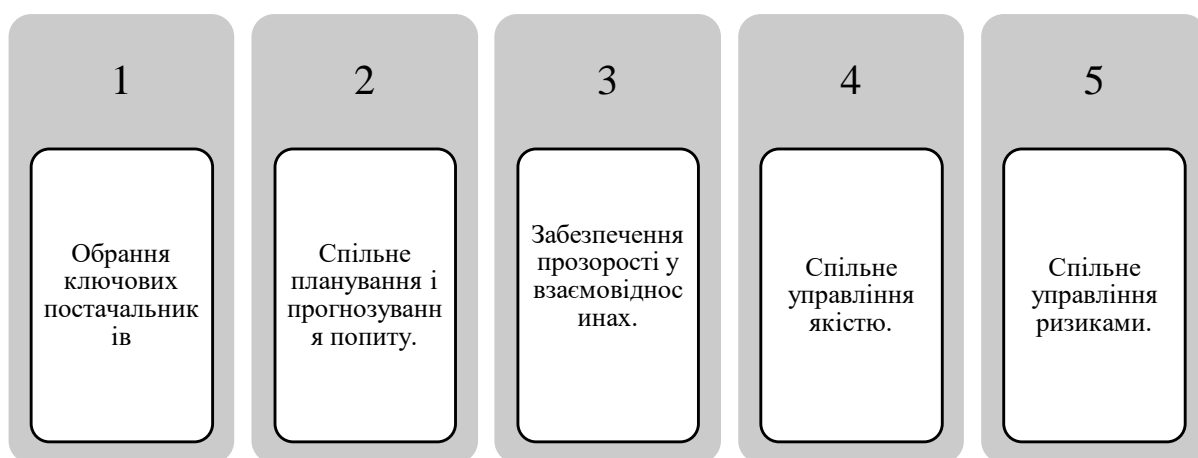 1
Обрання
ключових
постачальник
ів
2
Спільне
планування і
прогнозуванн
я попиту.
3
Забезпечення
прозорості у
взаємовіднос
инах.
4
Спільне
управління
якістю.
5
Спільне
управління
ризиками.